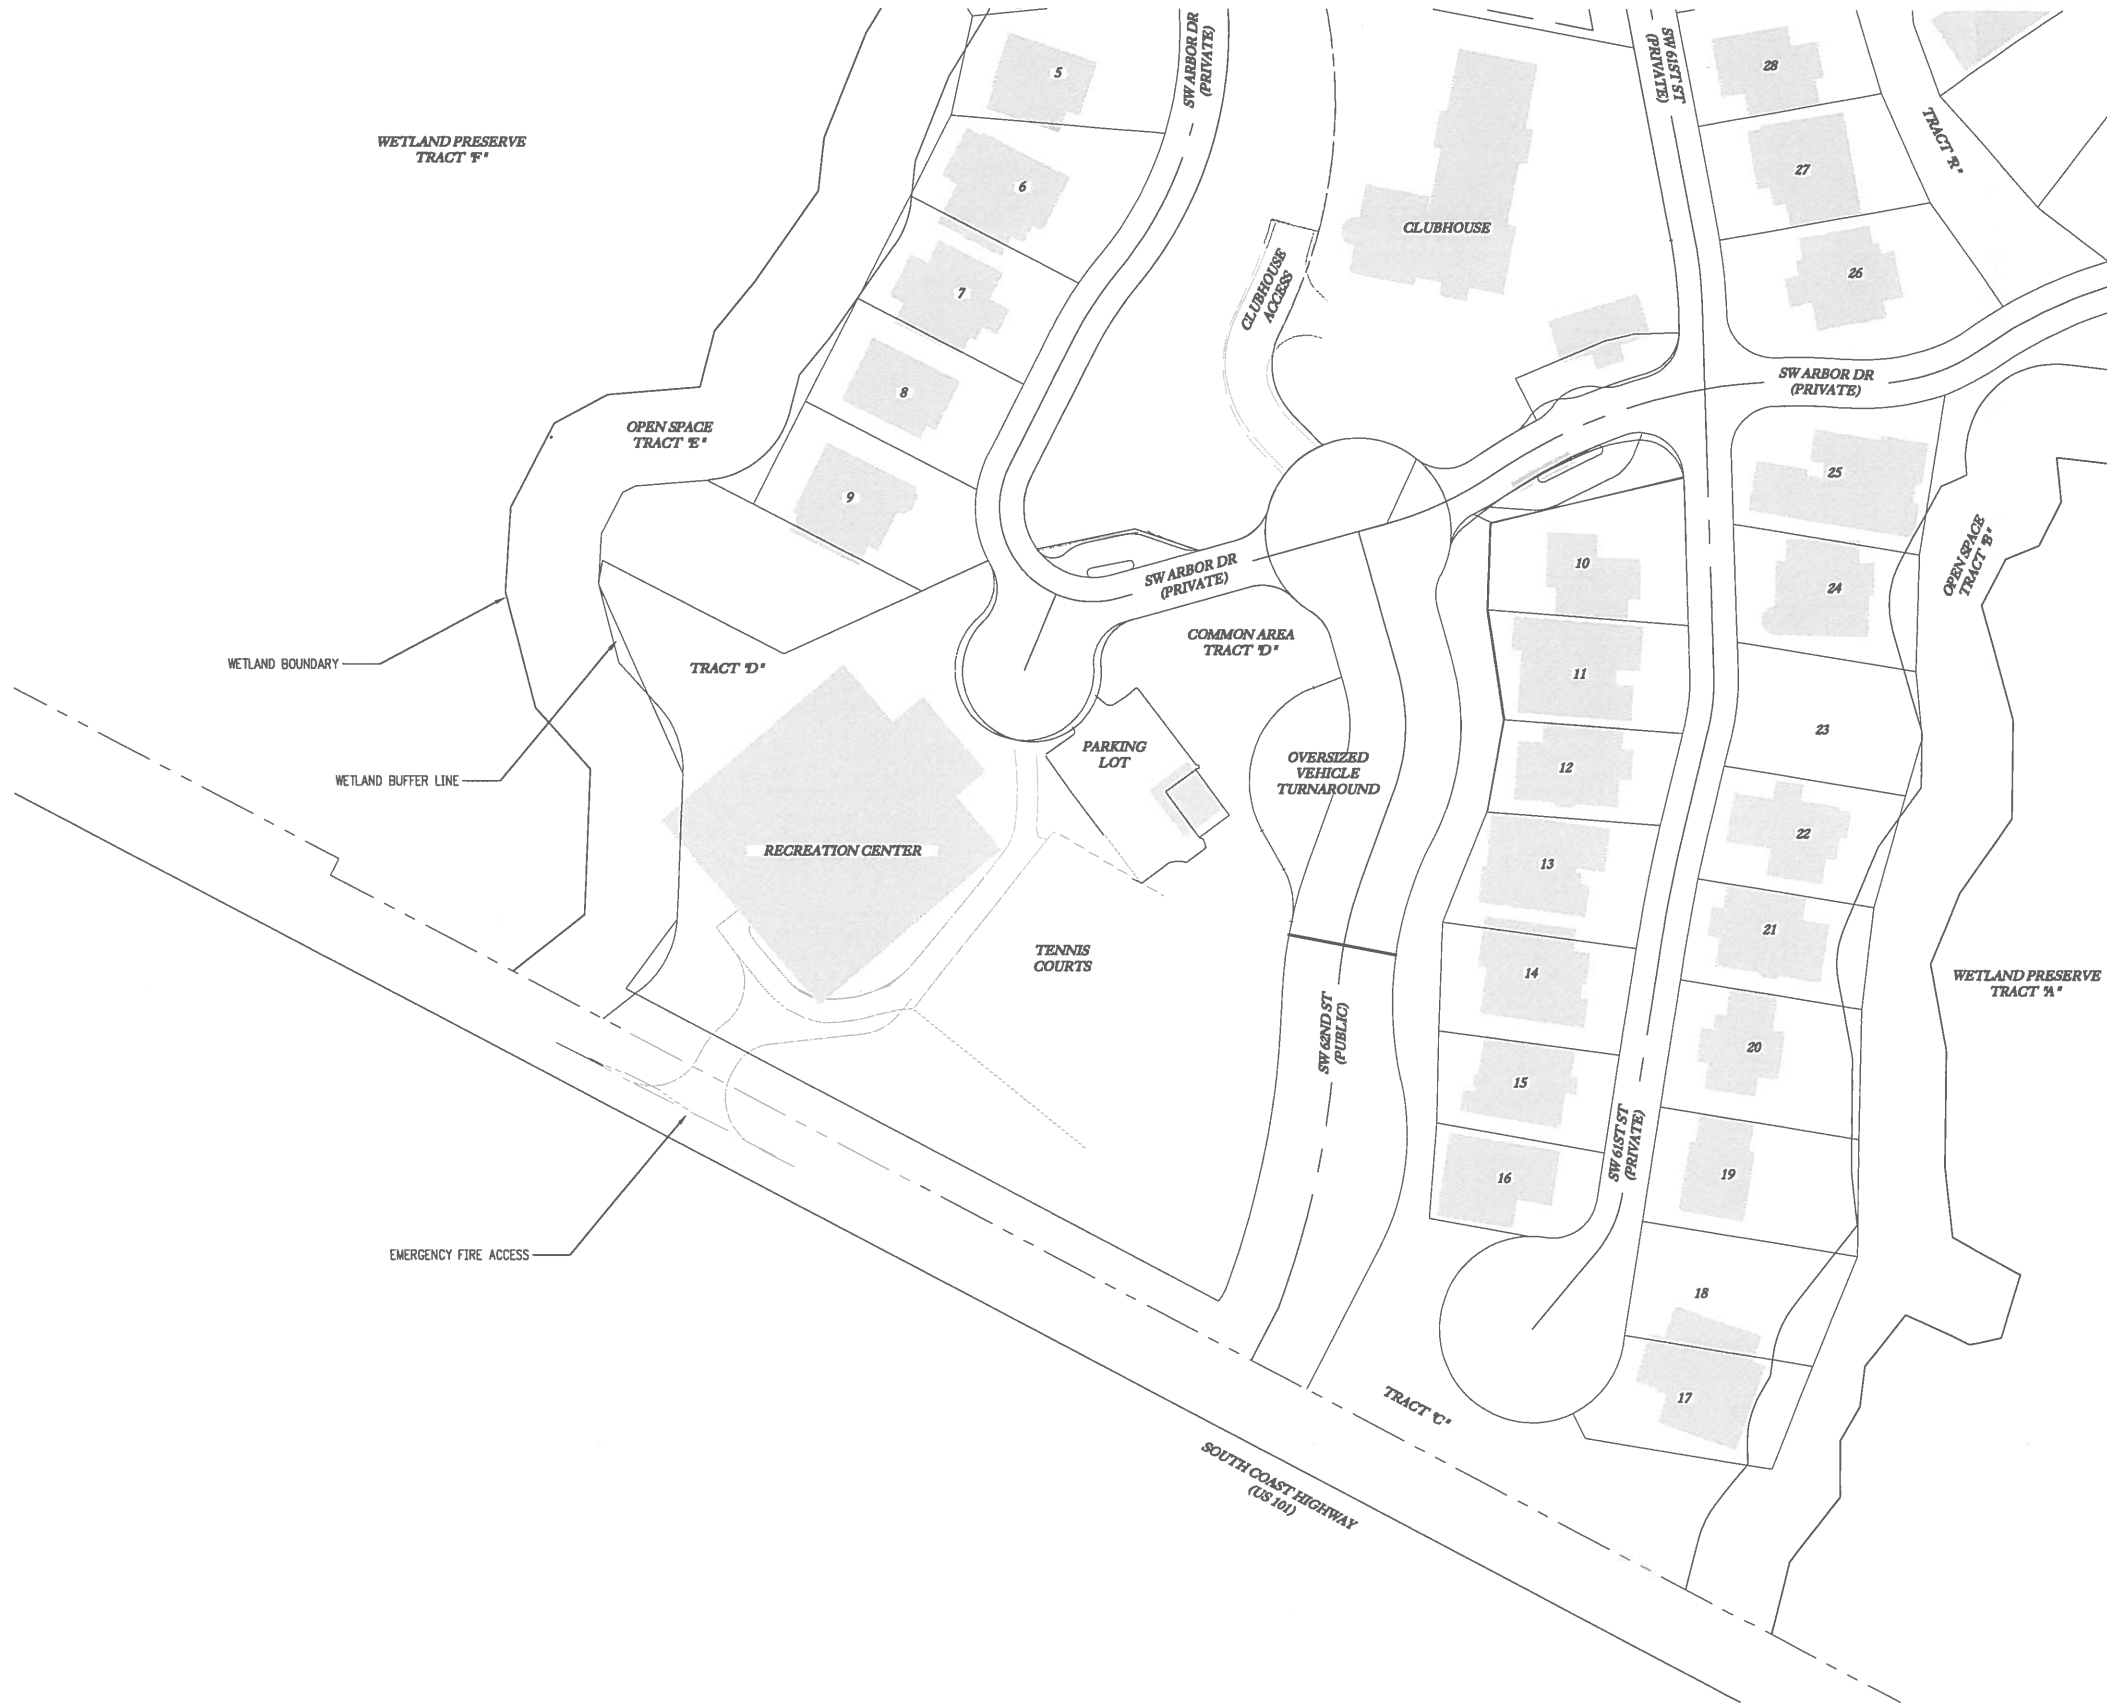 SW ARBOR DR
(PRIVATE)
SW 61ST ST
(PRIVATE)
28
5
WETLAND PRESERVE
TRACT "F"
TRACT "R"
27
6
CLUBHOUSE
26
7
CLUBHOUSE
ACCESS
SW ARBOR DR
(PRIVATE)
8
OPEN SPACE
TRACT "E"
25
9
OPEN SPACE
TRACT "B"
10
SW ARBOR DR
(PRIVATE)
24
COMMON AREA
TRACT "D"
WETLAND BOUNDARY
TRACT "D"
11
23
PARKING
LOT
OVERSIZED
VEHICLE
TURNAROUND
12
WETLAND BUFFER LINE
22
RECREATION CENTER
13
21
TENNIS
COURTS
14
WETLAND PRESERVE
TRACT "A"
SW 62ND ST
(PUBLIC)
20
15
SW 61ST ST
(PRIVATE)
16
19
EMERGENCY FIRE ACCESS
18
17
TRACT "C"
SOUTH COAST HIGHWAY
(US 101)